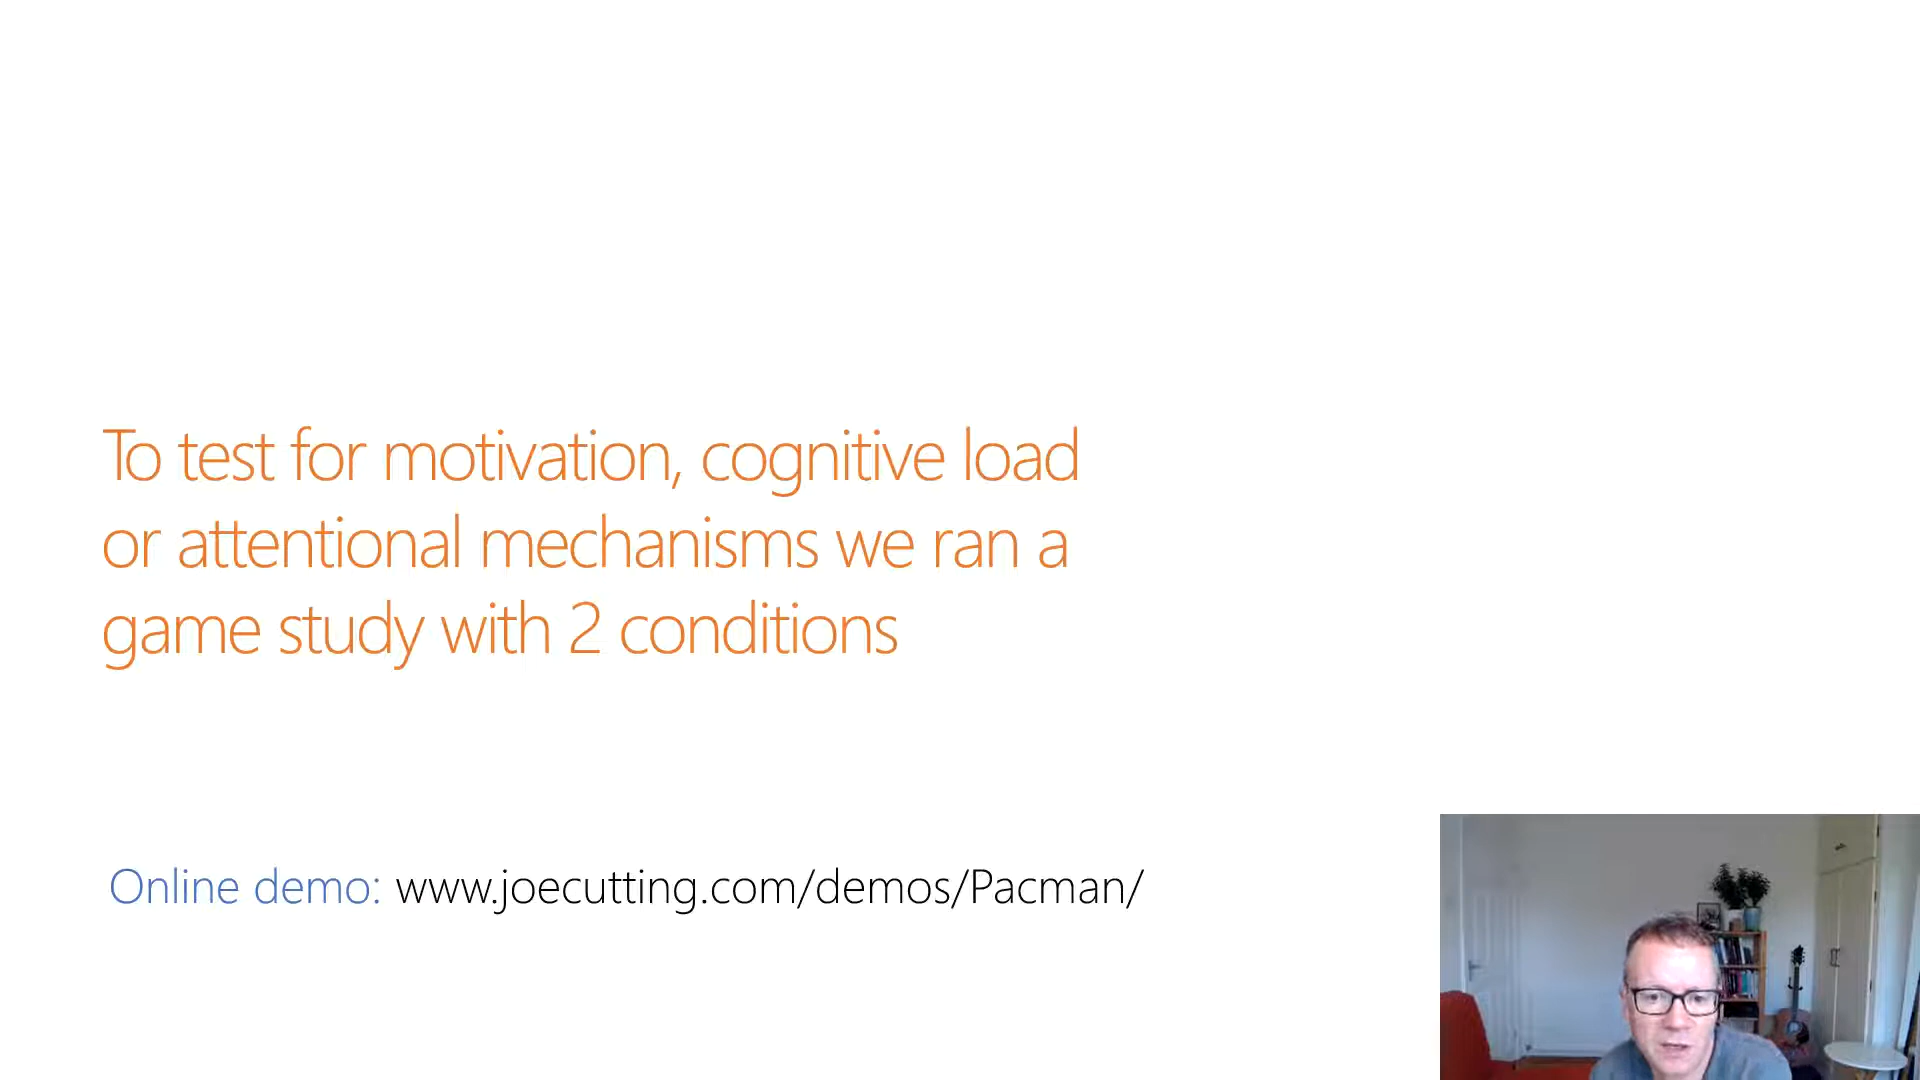 To test for motivation, cognitive load
or attentional mechanisms we ran a
game study with 2 conditions
Online demo: www.joecutting.com/demos/Pacman/